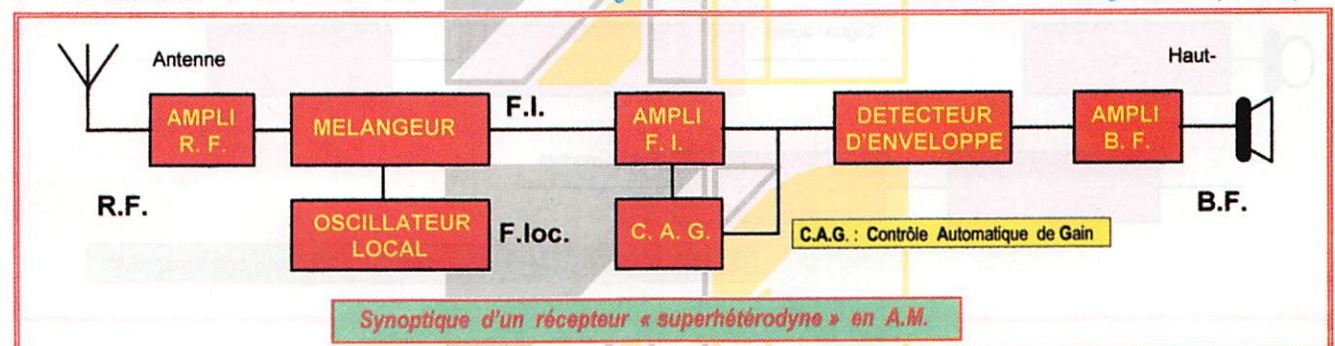 Antenne
Haut-
AMPLI
R. F.
MELANGEUR
F.I.
AMPLI
F. I.
DETECTEUR
D'ENVELOPPE
AMPLI
B. F.
R.F.
OSCILLATEUR
LOCAL
F.loc.
C. A. G.
C.A.G. : Contrôle Automatique de Gain
B.F.
Synoptique d'un récepteur « superhétérodyne » en A.M.